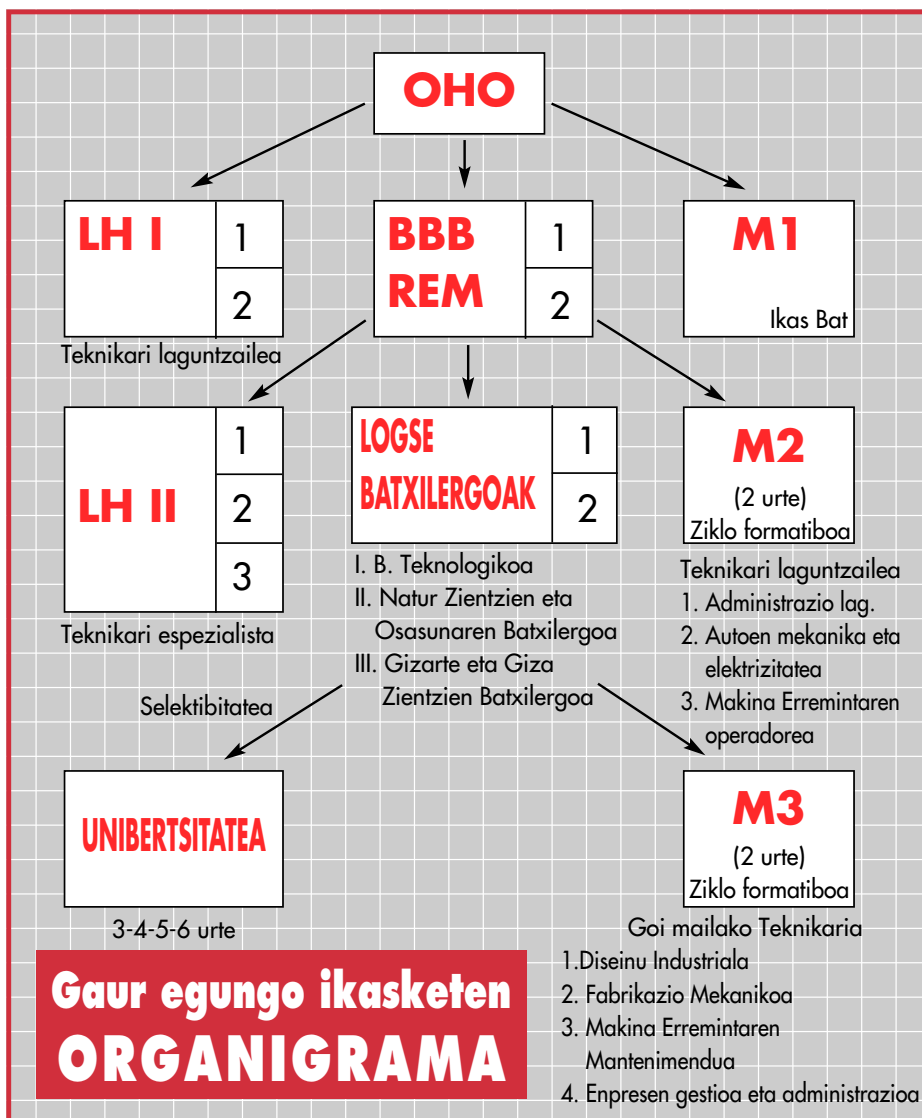 OHO
LH I
1
2
Teknikari laguntzailea
BBB
REM
1
2
M1
Ikas Bat
LH II
1
2
3
Teknikari espezialista
LOGSE
BATXILERGOAK
1
2
I. B. Teknologikoa
II. Natur Zientzien eta
Osasunaren Batxilergoa
III. Gizarte eta Giza
Zientzien Batxilergoa
M2
(2 urte)
Ziklo formatiboa
Teknikari laguntzailea
1. Administrazio lag.
2. Autoen mekanika eta
elektrizitatea
3. Makina Erremintaren
operadorea
Selektibitatea
UNIBERTSITATEA
3-4-5-6 urte
M3
(2 urte)
Ziklo formatiboa
Goi mailako Teknikaria
1.Diseinu Industriala
2. Fabrikazio Mekanikoa
3. Makina Erremintaren
Mantenimendua
4. Enpresen gestioa eta administrazioa
Gaur egungo ikasketen
ORGANIGRAMA